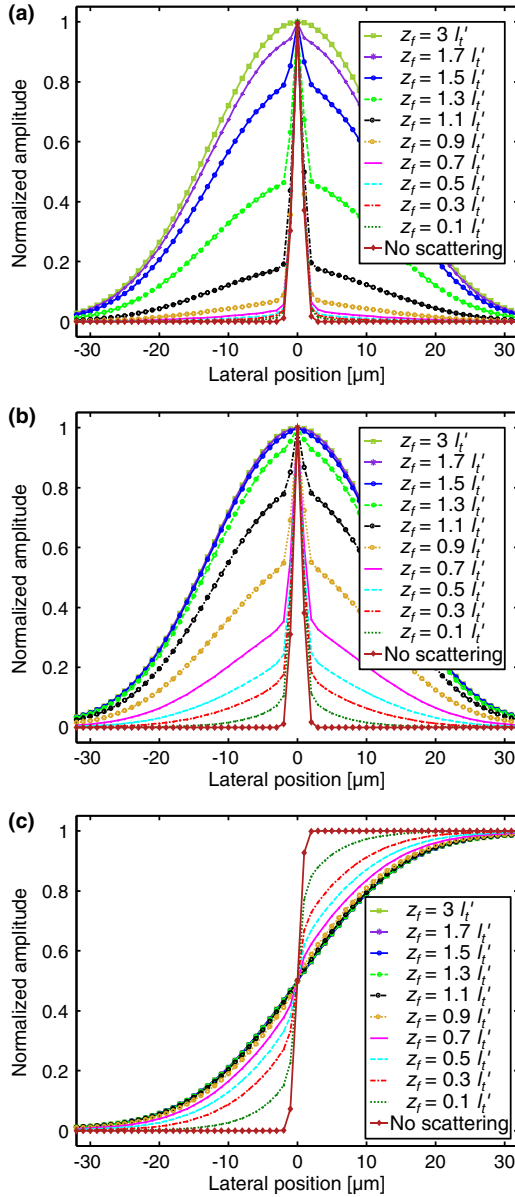 (a)
Normalized amplitude
1
0.8
0.6
0.4
0.2
0
z_f = 3 l_t'
z_f = 1.7 l_t'
z_f = 1.5 l_t'
z_f = 1.3 l_t'
z_f = 1.1 l_t'
z_f = 0.9 l_t'
z_f = 0.7 l_t'
z_f = 0.5 l_t'
z_f = 0.3 l_t'
z_f = 0.1 l_t'
No scattering
-30 -20 -10 0 10 20 30
Lateral position [µm]
(b)
Normalized amplitude
1
0.8
0.6
0.4
0.2
0
z_f = 3 l_t'
z_f = 1.7 l_t'
z_f = 1.5 l_t'
z_f = 1.3 l_t'
z_f = 1.1 l_t'
z_f = 0.9 l_t'
z_f = 0.7 l_t'
z_f = 0.5 l_t'
z_f = 0.3 l_t'
z_f = 0.1 l_t'
No scattering
-30 -20 -10 0 10 20 30
Lateral position [µm]
(c)
Normalized amplitude
1
0.8
0.6
0.4
0.2
0
z_f = 3 l_t'
z_f = 1.7 l_t'
z_f = 1.5 l_t'
z_f = 1.3 l_t'
z_f = 1.1 l_t'
z_f = 0.9 l_t'
z_f = 0.7 l_t'
z_f = 0.5 l_t'
z_f = 0.3 l_t'
z_f = 0.1 l_t'
No scattering
-30 -20 -10 0 10 20 30
Lateral position [µm]